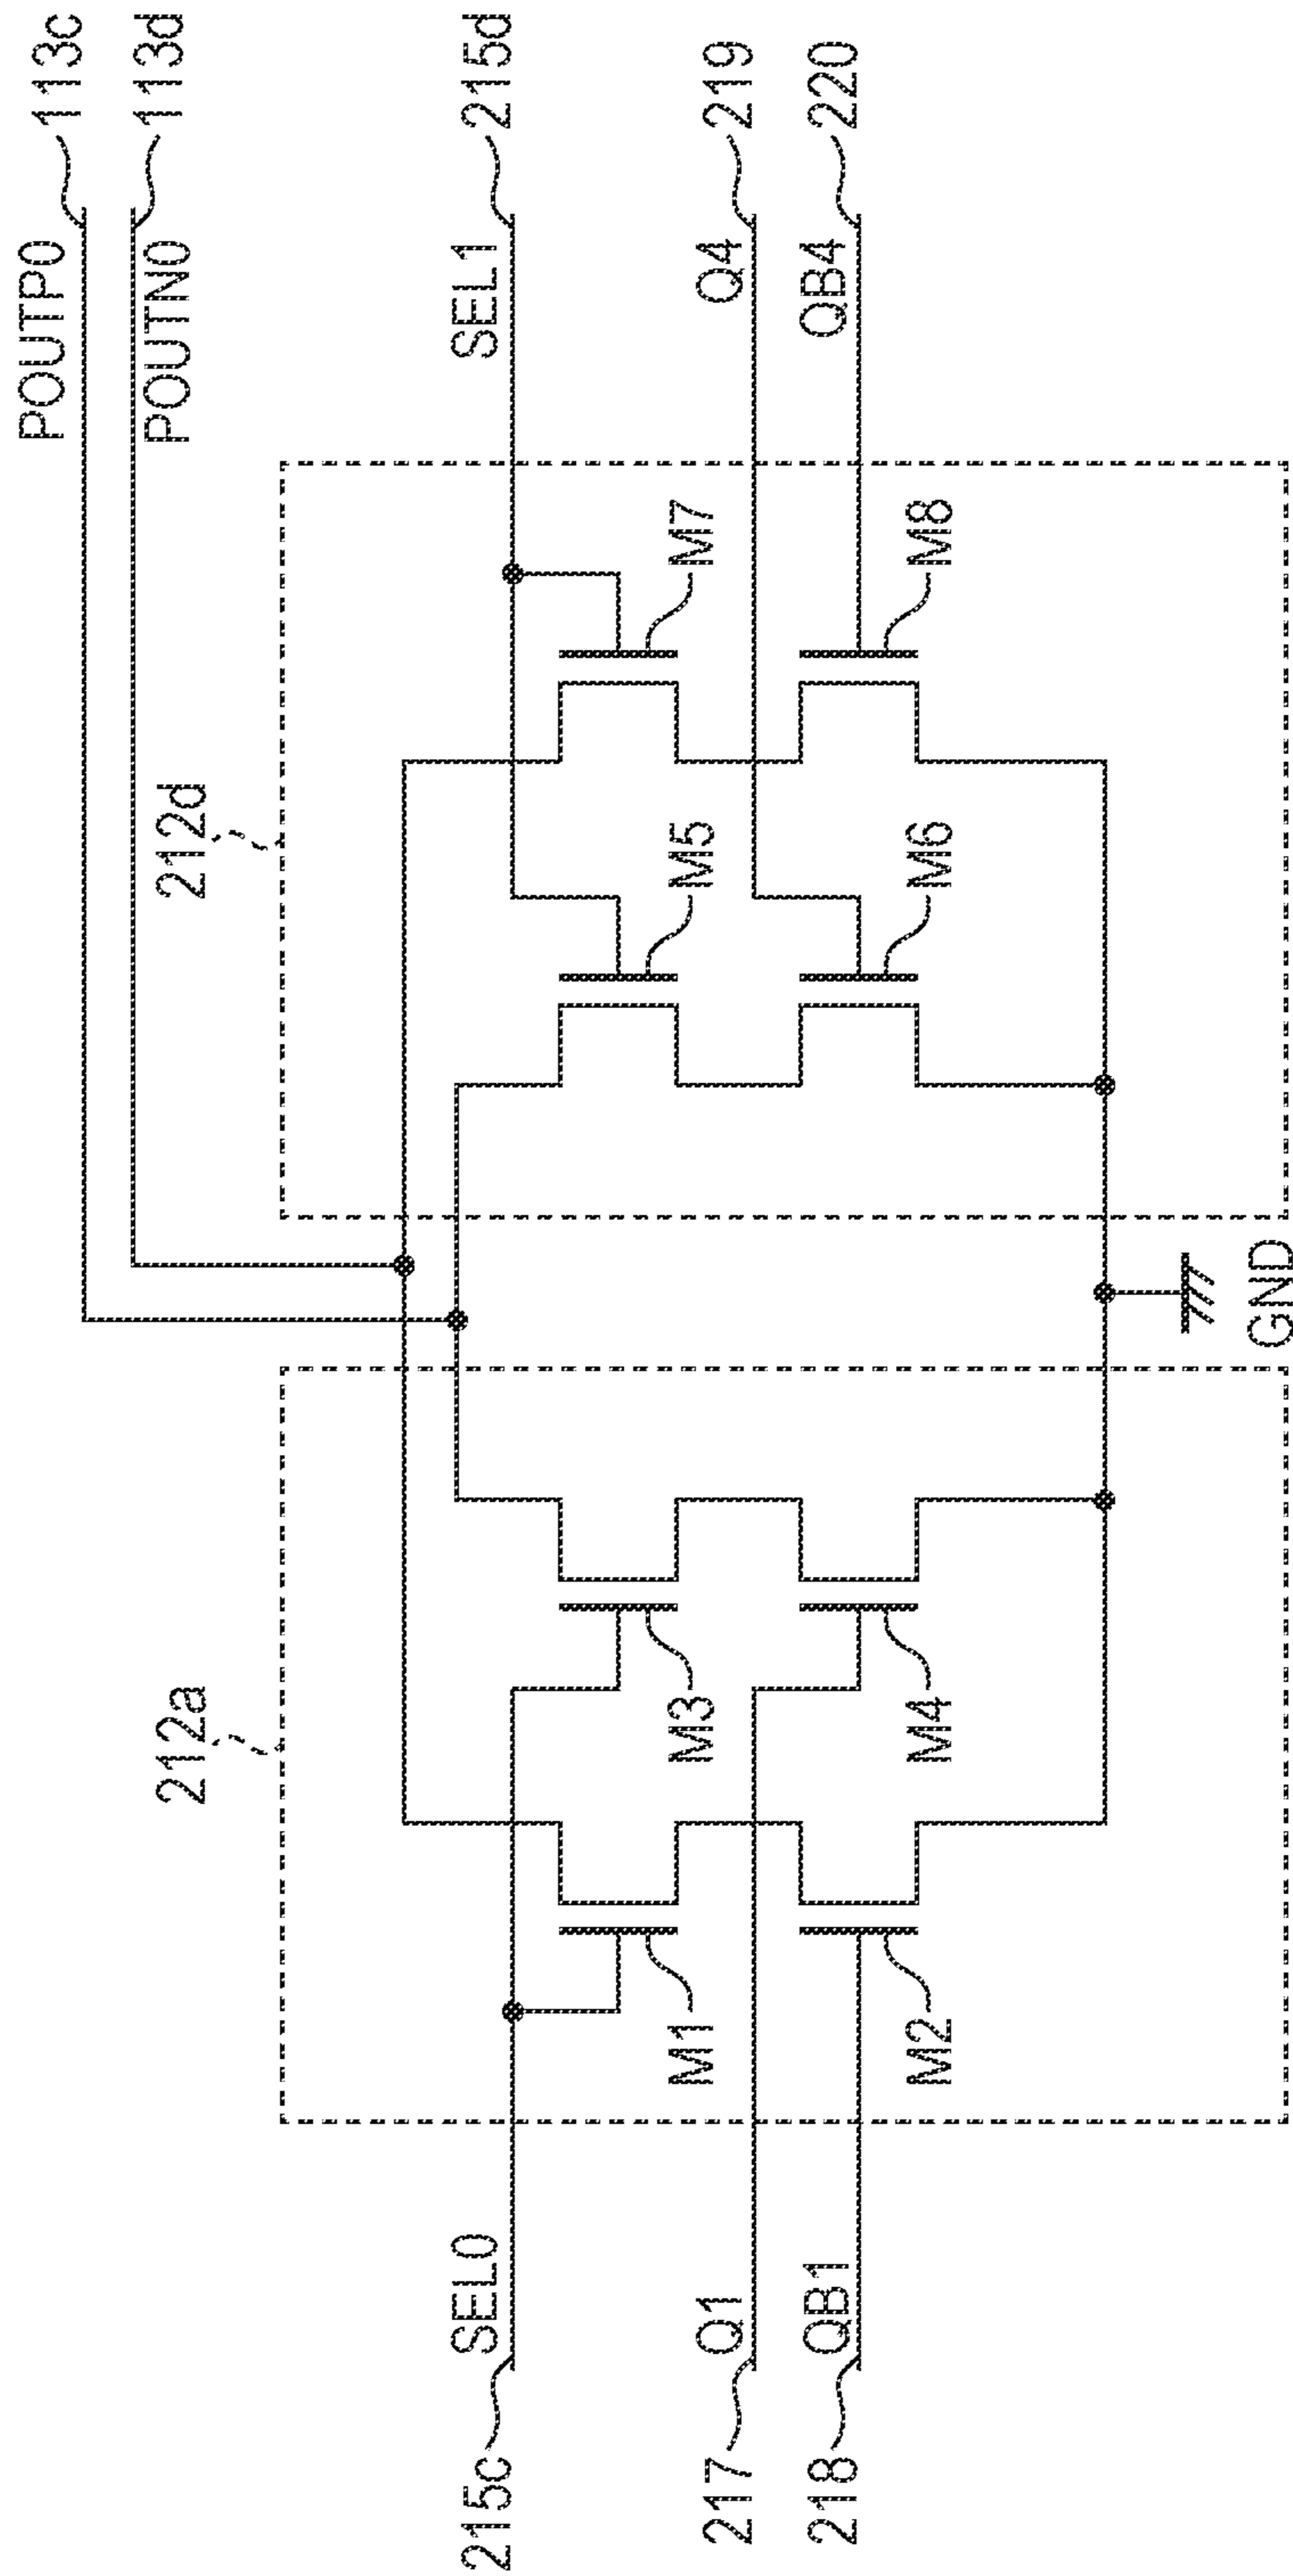 POUTP0
113c
POUTN0
113d
212a
212d
215c
SEL0
SEL1
215d
M1
M3
M5
M7
217
Q1
Q4
219
218
QB1
QB4
220
M2
M4
M6
M8
GND